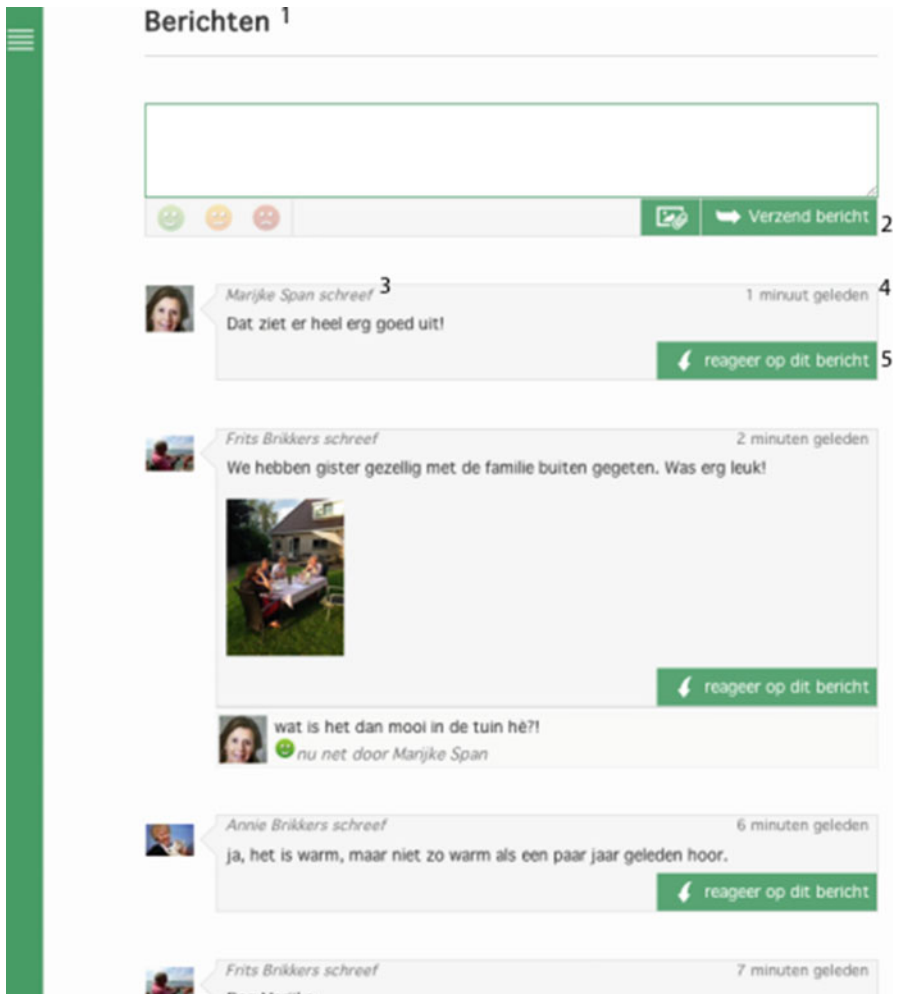 Berichten 1
Verzend bericht 2
Marijke Span schreef 3 1 minuut geleden 4
Dat ziet er heel erg goed uit!
reageer op dit bericht 5
Frits Brikkers schreef 2 minuten geleden
We hebben gister gezellig met de familie buiten gegeten. Was erg leuk!
reageer op dit bericht
wat is het dan mooi in de tuin hè?!
nu net door Marijke Span
Annie Brikkers schreef 6 minuten geleden
ja, het is warm, maar niet zo warm als een paar jaar geleden hoor.
reageer op dit bericht
Frits Brikkers schreef 7 minuten geleden